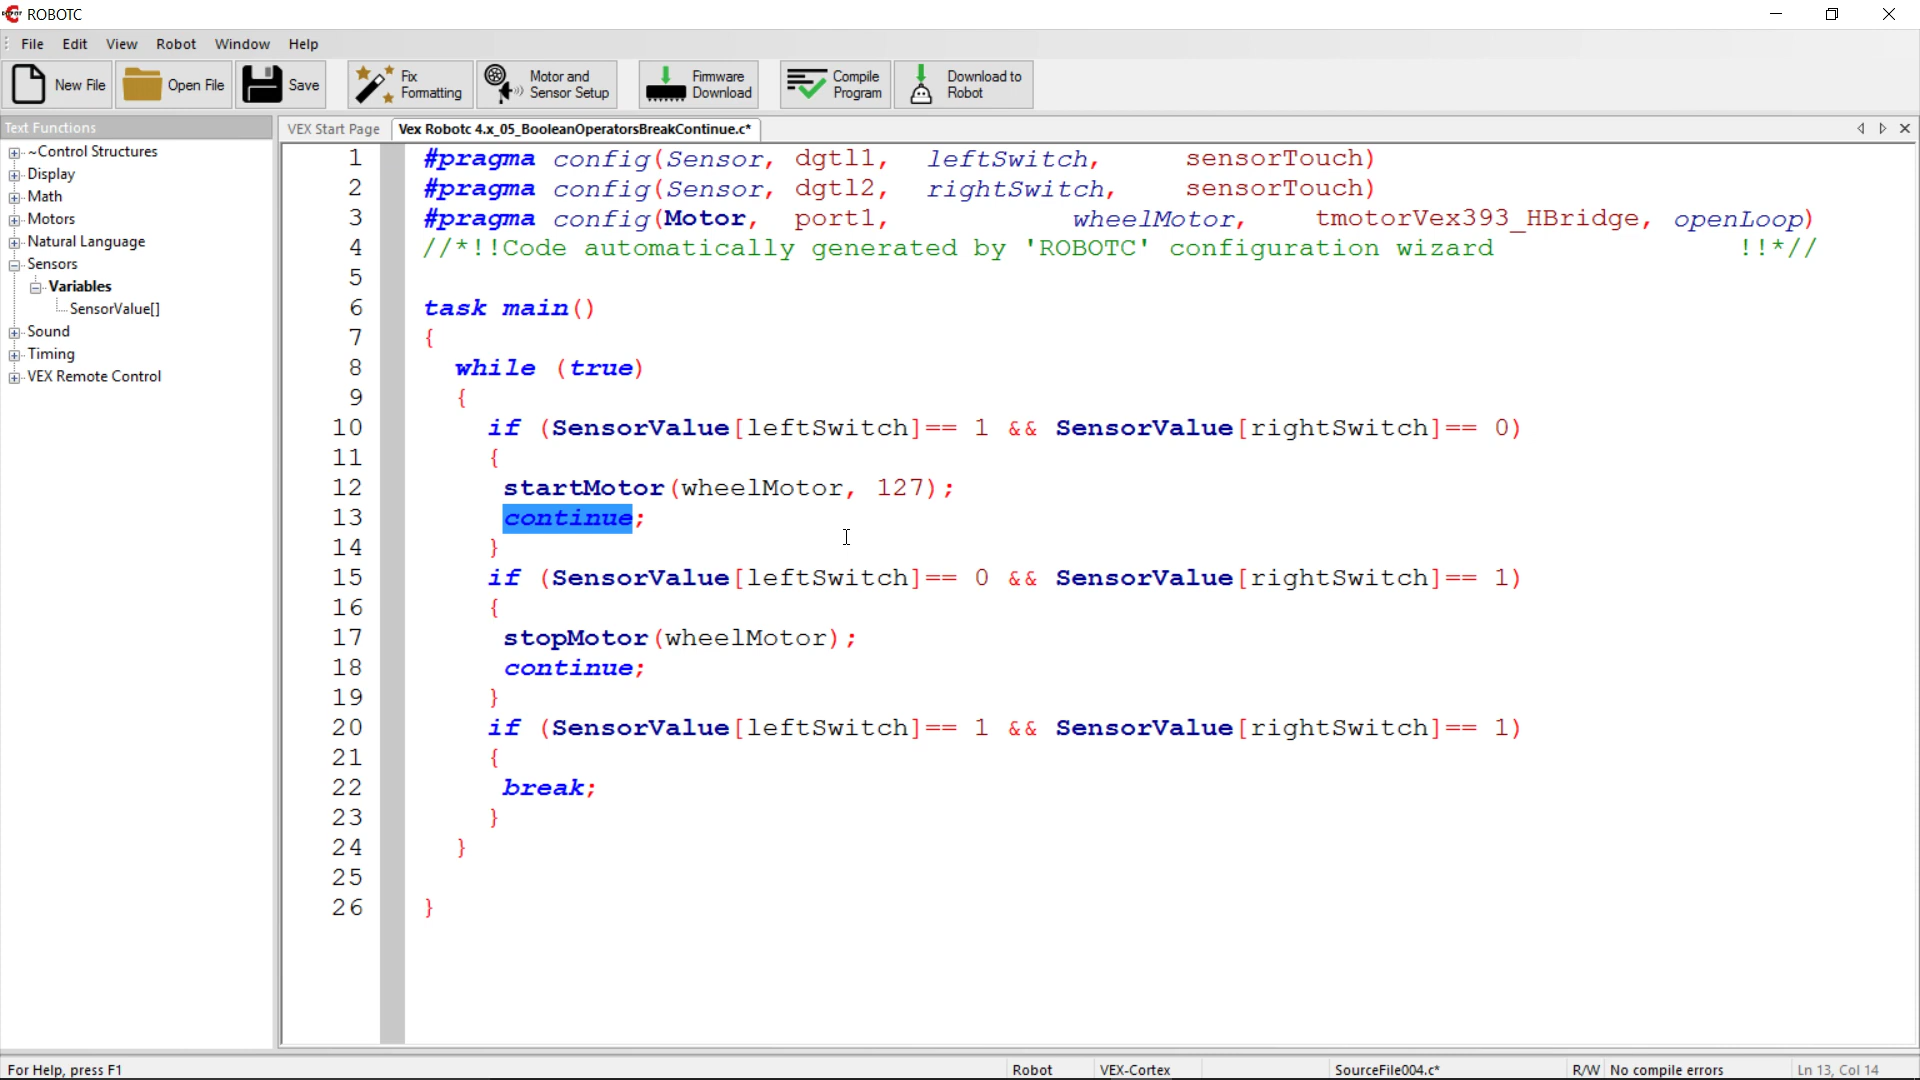 ROBOTC
File Edit View Robot Window Help
New File Open File Save Fix Formatting Motor and Sensor Setup Firmware Download Compile Program Download to Robot
Text Functions
~Control Structures
Display
Math
Motors
Natural Language
Sensors
Variables
SensorValue[]
Sound
Timing
VEX Remote Control
VEX Start Page Vex Robotc 4.x_05_BooleanOperatorsBreakContinue.c*
1 #pragma config(Sensor, dgtl1, leftSwitch, sensorTouch)
2 #pragma config(Sensor, dgtl2, rightSwitch, sensorTouch)
3 #pragma config(Motor, port1, wheelMotor, tmotorVex393_HBridge, openLoop)
4 //*!!Code automatically generated by 'ROBOTC' configuration wizard !!*//
5
6 task main()
7 {
8 while (true)
9 {
10 if (SensorValue[leftSwitch]== 1 && SensorValue[rightSwitch]== 0)
11 {
12 startMotor(wheelMotor, 127);
13 continue;
14 }
15 if (SensorValue[leftSwitch]== 0 && SensorValue[rightSwitch]== 1)
16 {
17 stopMotor(wheelMotor);
18 continue;
19 }
20 if (SensorValue[leftSwitch]== 1 && SensorValue[rightSwitch]== 1)
21 {
22 break;
23 }
24 }
25
26 }
For Help, press F1 Robot VEX-Cortex SourceFile004.c* R/W No compile errors Ln 13, Col 14